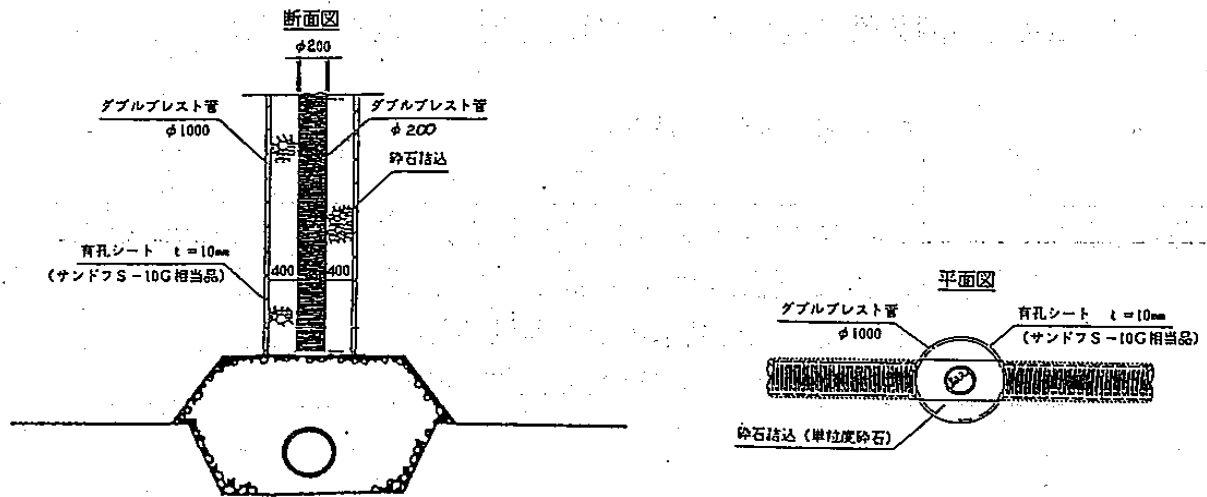 断面図
φ200
ダブルプレスト管
φ1000
ダブルプレスト管
φ200
砕石詰込
有孔シート t=10mm
(サンドフS-10G相当品)
400
400
平面図
ダブルプレスト管
φ1000
有孔シート t=10mm
(サンドフS-10G相当品)
砕石詰込(単粒度砕石)